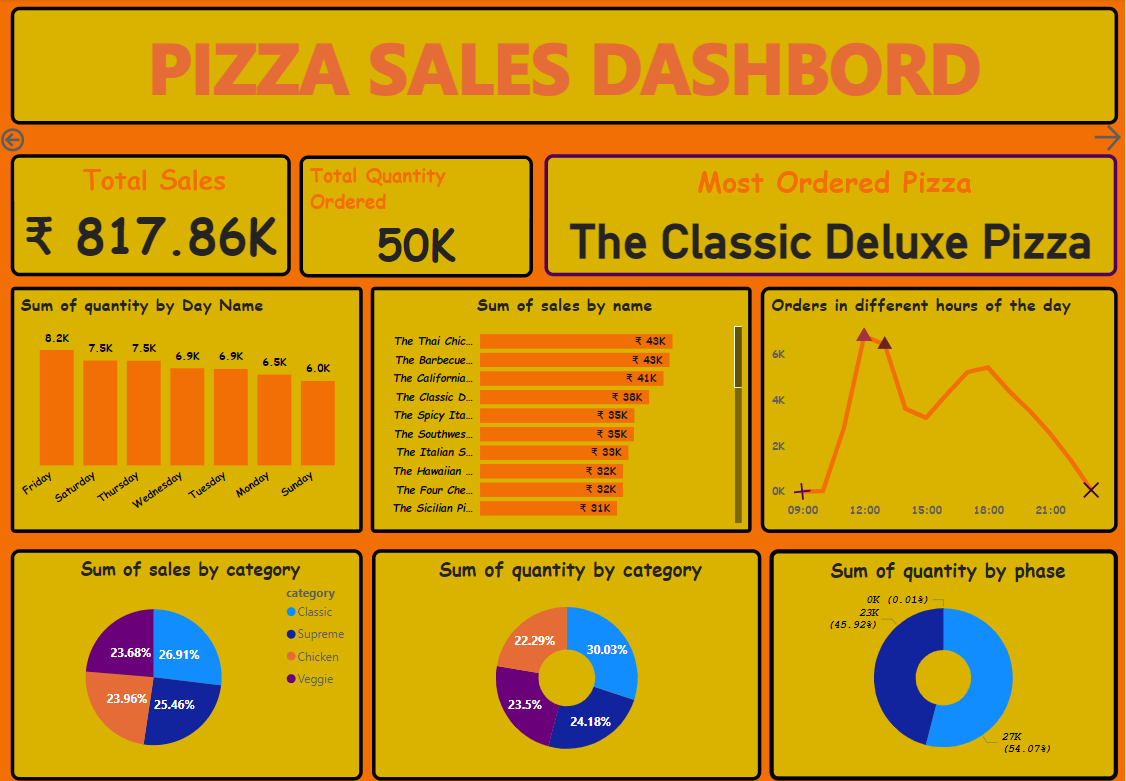 PIZZA SALES DASHBORD
Total Sales
₹ 817.86K
Total Quantity
Ordered
50K
Most Ordered Pizza
The Classic Deluxe Pizza
Sum of quantity by Day Name
8.2K
7.5K
7.5K
6.9K
6.9K
6.5K
6.0K
Friday
Saturday
Thursday
Wednesday
Tuesday
Monday
Sunday
Sum of sales by name
The Thai Chic... ₹ 43K
The Barbecue... ₹ 43K
The California... ₹ 41K
The Classic D... ₹ 38K
The Spicy Ita... ₹ 35K
The Southwes... ₹ 35K
The Italian S... ₹ 33K
The Hawaiian ... ₹ 32K
The Four Che... ₹ 32K
The Sicilian Pi... ₹ 31K
Orders in different hours of the day
6K
4K
2K
0K
09:00 12:00 15:00 18:00 21:00
Sum of sales by category
category
Classic
Supreme
Chicken
Veggie
23.68% 26.91%
23.96% 25.46%
Sum of quantity by category
22.29% 30.03%
23.5% 24.18%
Sum of quantity by phase
0K (0.01%)
23K
(45.92%)
27K
(54.07%)